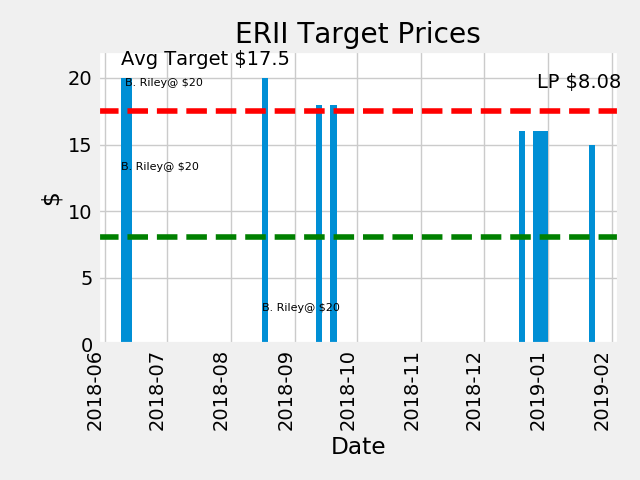 ERII Target Prices
Avg Target $17.5
LP $8.08
B. Riley@ $20
B. Riley@ $20
B. Riley@ $20
$
20
15
10
5
0
2018-06
2018-07
2018-08
2018-09
2018-10
2018-11
2018-12
2019-01
2019-02
Date